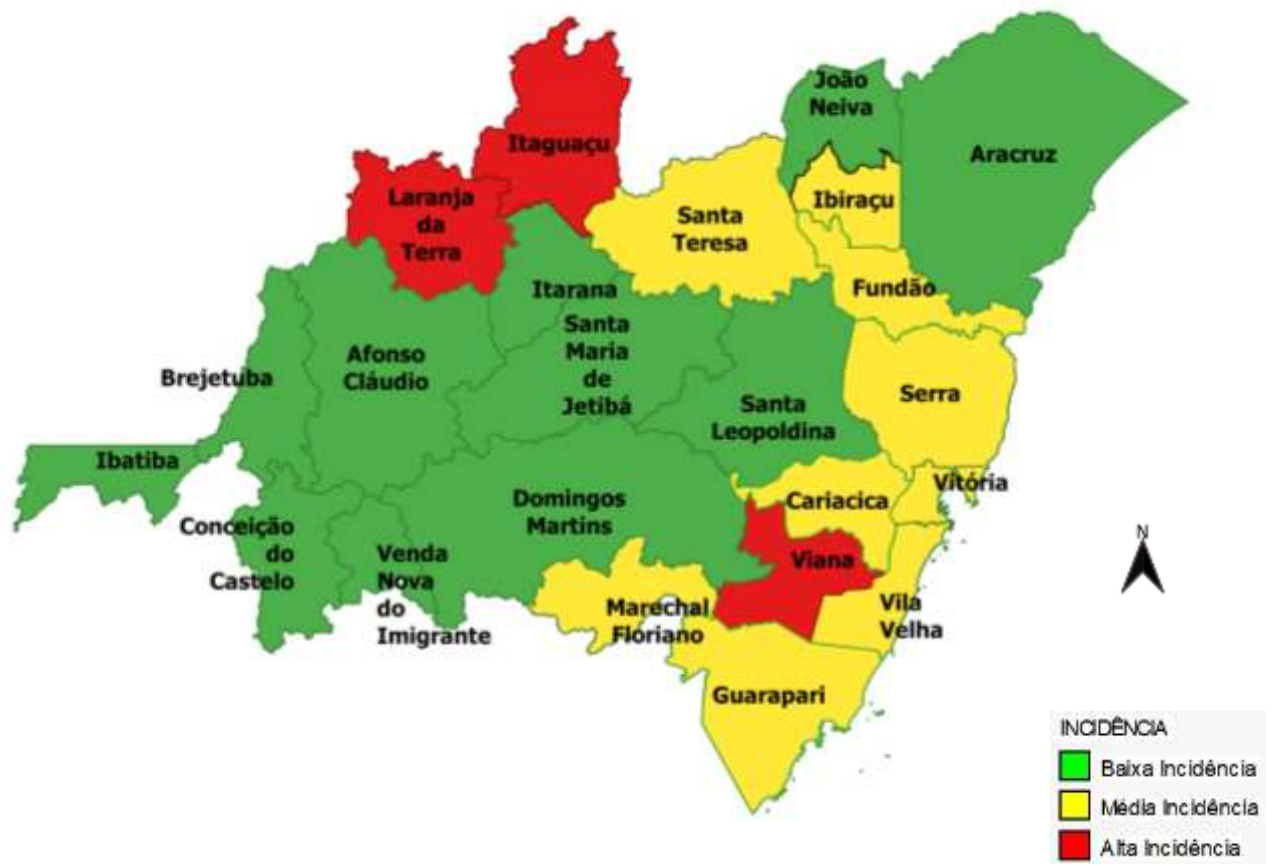 João
Neiva
Itaguaçu
Aracruz
Laranja
da
Terra
Ibiraçu
Santa
Teresa
Fundão
Itarana
Santa
Maria
de
Jetibá
Afonso
Cláudio
Brejetuba
Serra
Santa
Leopoldina
Ibatiba
Vitória
Cariacica
Domingos
Martins
Conceição
do
Castelo
Venda
Nova
do
Imigrante
Viana
Vila
Velha
Marechal
Floriano
Guarapari
N
INCIDÊNCIA
Baixa Incidência
Média Incidência
Alta Incidência